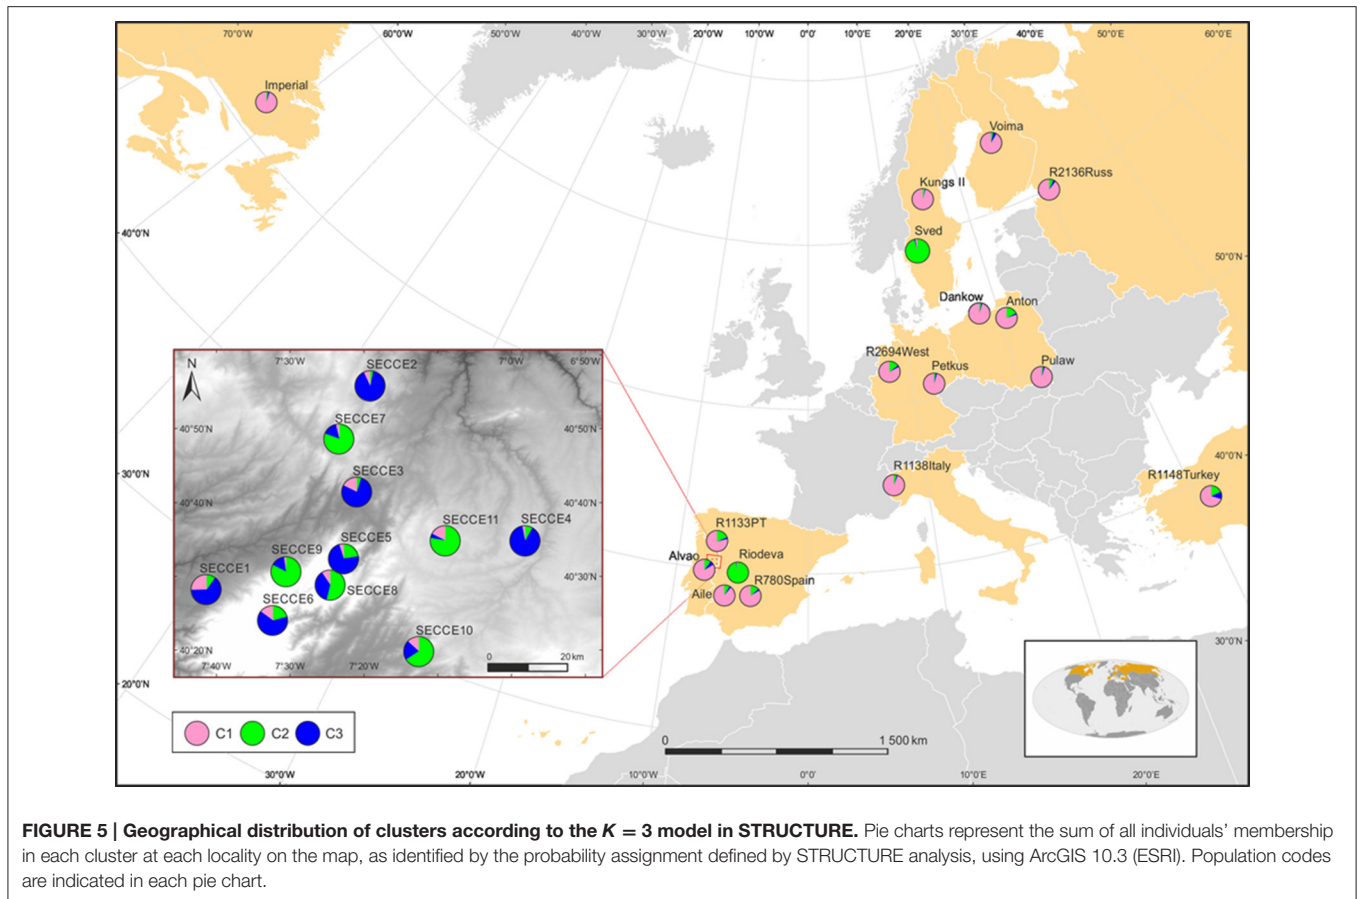 70°0'W 60°0'W 50°0'W 40°0'W 30°0'W 20°0'W 10°0'W 0°0' 10°0'E 20°0'E 30°0'E 40°0'E 50°0'E 60°0'E
Imperial
Voima
R2136Russ
Kungs II
Sved
40°0'N
50°0'N
Dankow
Anton
R2694West
Petkus
Pulaw
N
7°30'W 7°0'W 6°50'W
SECCE2
SECCE7
40°50'N 40°50'N
SECCE3
40°40'N 40°40'N
SECCE11
SECCE4
SECCE5
SECCE9
SECCE1
SECCE8
40°30'N
SECCE6
SECCE10
40°20'N 40°20'N
7°40'W 7°30'W 7°20'W
0 20 km
30°0'N
40°0'N
R1138Italy
R1148Turkey
R1133PT
Alvao
Riodeva
R780Spain
Aile
30°0'N
20°0'N
C1 C2 C3
0 1 500 km
30°0'W 20°0'W 10°0'W 0°0' 10°0'E 20°0'E
FIGURE 5 | Geographical distribution of clusters according to the K = 3 model in STRUCTURE. Pie charts represent the sum of all individuals' membership
in each cluster at each locality on the map, as identified by the probability assignment defined by STRUCTURE analysis, using ArcGIS 10.3 (ESRI). Population codes
are indicated in each pie chart.